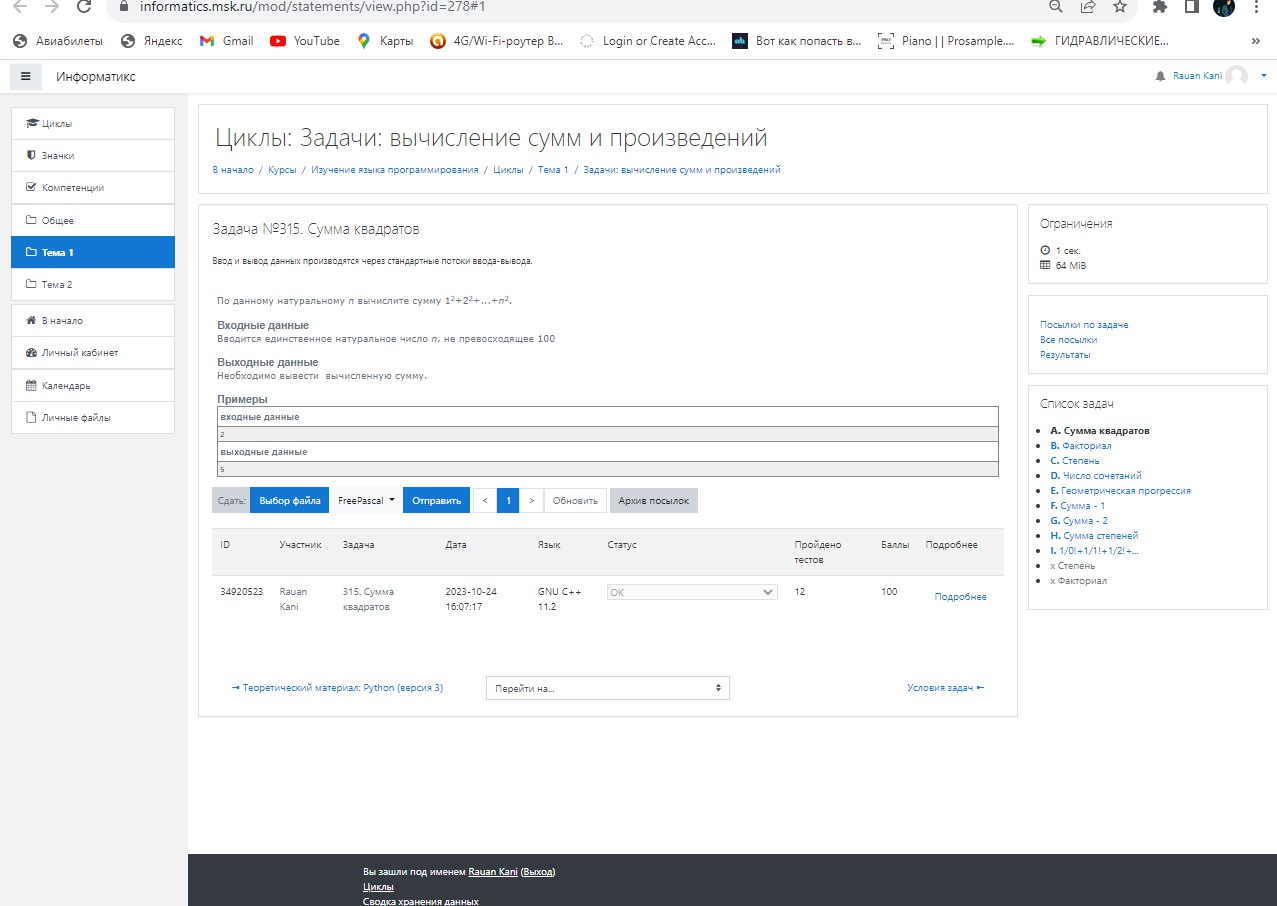 informatics.msk.ru/mod/statements/view.php?id=278#1
Авиабилеты
Яндекс
Gmail
YouTube
Карты
4G/Wi-Fi-роутер B...
Login or Create Acc...
Вот как попасть в...
Piano | | Prosample....
ГИДРАВЛИЧЕСКИЕ...
»
Информатикс
Rauan Kani
Циклы
Значки
Компетенции
Общее
Тема 1
Тема 2
В начало
Личный кабинет
Календарь
Личные файлы
Циклы: Задачи: вычисление сумм и произведений
В начало / Курсы / Изучение языка программирования / Циклы / Тема 1 / Задачи: вычисление сумм и произведений
Задача №315. Сумма квадратов
Ввод и вывод данных производятся через стандартные потоки ввода-вывода.
По данному натуральному n вычислите сумму 1²+2²+...+n².
Входные данные
Вводится единственное натуральное число n, не превосходящее 100
Выходные данные
Необходимо вывести вычисленную сумму.
Примеры
входные данные
2
выходные данные
5
Сдать: Выбор файла FreePascal Отправить < 1 > Обновить Архив посылок
ID Участник Задача Дата Язык Статус Пройдено тестов Баллы Подробнее
34920523 Rauan Kani 315. Сумма квадратов 2023-10-24 16:07:17 GNU C++ 11.2 OK 12 100 Подробнее
→ Теоретический материал: Python (версия 3)
Перейти на...
Условия задач ←
Ограничения
1 сек.
64 MiB
Посылки по задаче
Все посылки
Результаты
Список задач
A. Сумма квадратов
B. Факториал
C. Степень
D. Число сочетаний
E. Геометрическая прогрессия
F. Сумма - 1
G. Сумма - 2
H. Сумма степеней
I. 1/0!+1/1!+1/2!+...
x Степень
x Факториал
Вы зашли под именем Rauan Kani (Выход)
Циклы
Сводка хранения данных